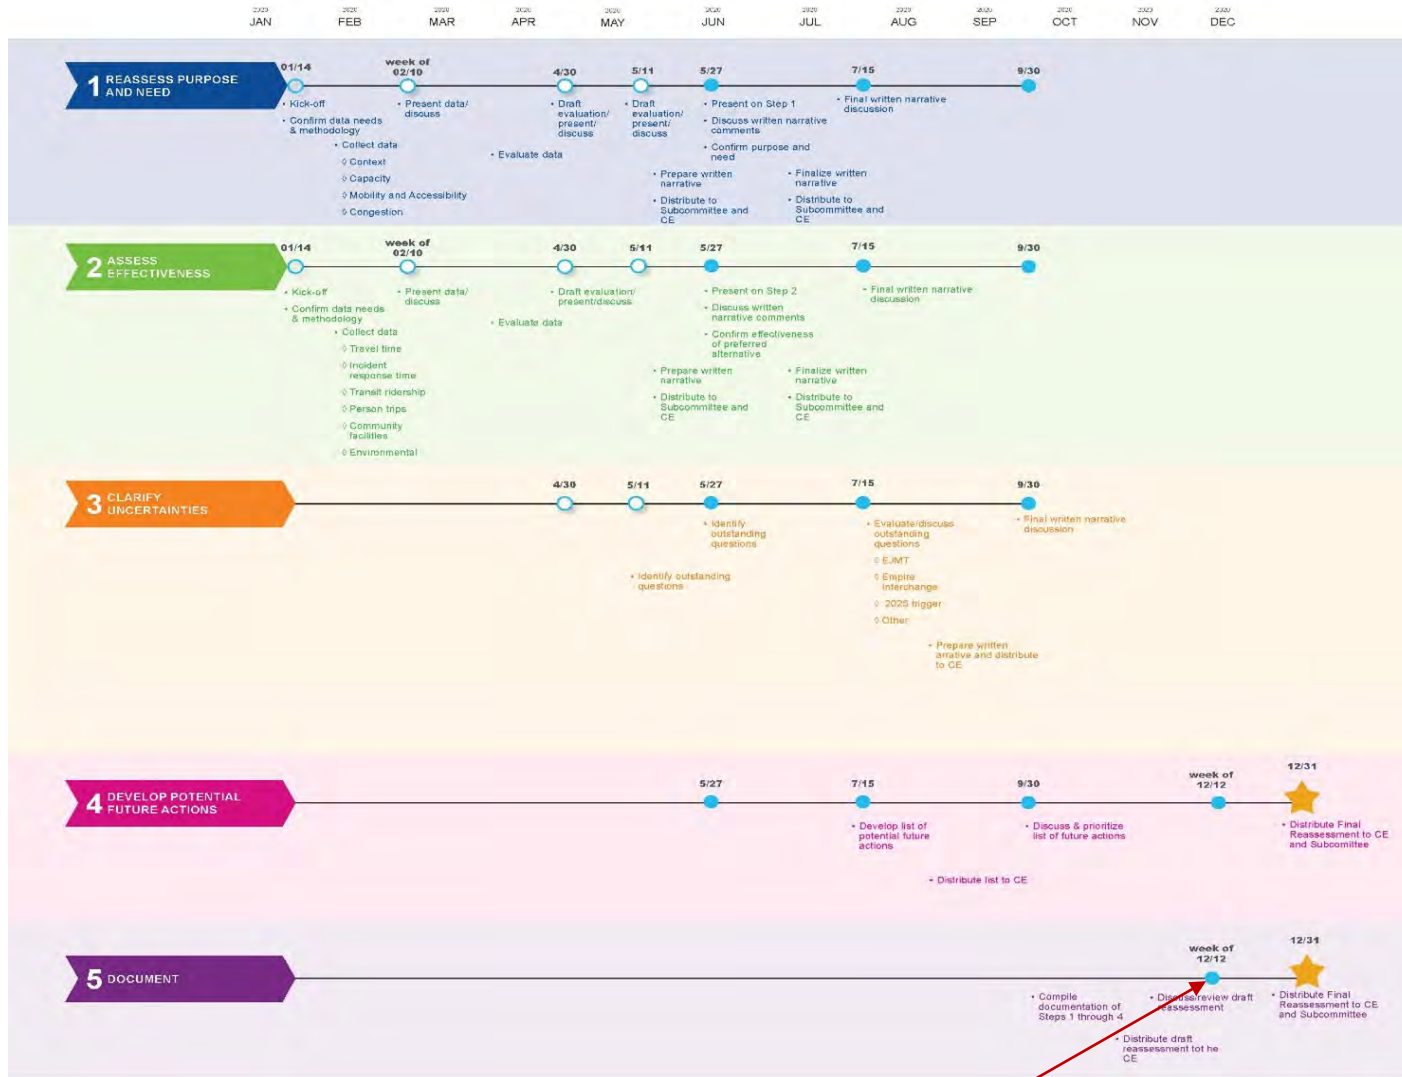 2020 2020 2020 2020 2020 2020 2020 2020 2020 2020 2020 2020
JAN FEB MAR APR MAY JUN JUL AUG SEP OCT NOV DEC
1 REASSESS PURPOSE
AND NEED
01/14
week of
02/10
4/30
5/11
5/27
7/15
9/30
• Kick-off
• Confirm data needs
& methodology
• Collect data
◊ Context
◊ Capacity
◊ Mobility and Accessibility
◊ Congestion
• Present data/
discuss
• Evaluate data
• Draft
evaluation/
present/
discuss
• Draft
evaluation/
present/
discuss
• Prepare written
narrative
• Distribute to
Subcommittee and
CE
• Present on Step 1
• Discuss written narrative
comments
• Confirm purpose and
need
• Finalize written
narrative
• Distribute to
Subcommittee and
CE
• Final written narrative
discussion
2 ASSESS
EFFECTIVENESS
01/14
week of
02/10
4/30
5/11
5/27
7/15
9/30
• Kick-off
• Confirm data needs
& methodology
• Collect data
◊ Travel time
◊ Incident
response time
◊ Transit ridership
◊ Person trips
◊ Community
facilities
◊ Environmental
• Present data/
discuss
• Evaluate data
• Draft evaluation/
present/discuss
• Prepare written
narrative
• Distribute to
Subcommittee and
CE
• Present on Step 2
• Discuss written
narrative comments
• Confirm effectiveness
of preferred
alternative
• Finalize written
narrative
• Distribute to
Subcommittee and
CE
• Final written narrative
discussion
3 CLARIFY
UNCERTAINTIES
4/30
5/11
5/27
7/15
9/30
• Identify
outstanding
questions
• Identify outstanding
questions
• Evaluate/discuss
outstanding
questions
◊ EJMT
◊ Empire
Interchange
◊ 2025 trigger
◊ Other
• Prepare written
arrative and distribute
to CE
• Final written narrative
discussion
4 DEVELOP POTENTIAL
FUTURE ACTIONS
5/27
7/15
9/30
week of
12/12
12/31
• Develop list of
potential future
actions
• Distribute list to CE
• Discuss & prioritize
list of future actions
• Distribute Final
Reassessment to CE
and Subcomittee
5 DOCUMENT
week of
12/12
12/31
• Compile
documentation of
Steps 1 through 4
• Discuss/review draft
reassessment
• Distribute draft
reassessment tot he
CE
• Distribute Final
Reassessment to CE
and Subcommittee